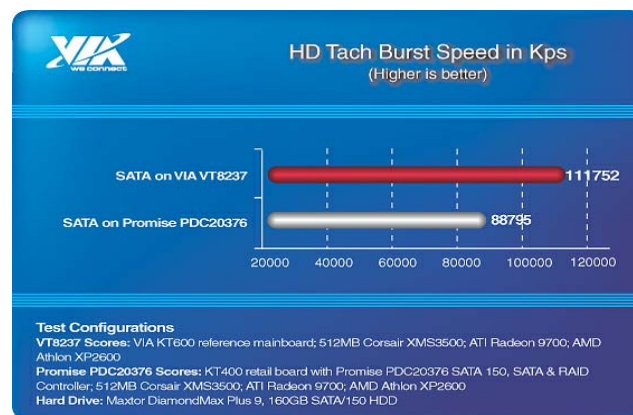 VIA
we connect
HD Tach Burst Speed in Kps
(Higher is better)
SATA on VIA VT8237
111752
SATA on Promise PDC20376
88795
20000 40000 60000 80000 100000 120000
Test Configurations
VT8237 Scores: VIA KT600 reference mainboard; 512MB Corsair XMS3500; ATI Radeon 9700; AMD
Athlon XP2600
Promise PDC20376 Scores: KT400 retail board with Promise PDC20376 SATA 150, SATA & RAID
Controller; 512MB Corsair XMS3500; ATI Radeon 9700; AMD Athlon XP2600
Hard Drive: Maxtor DiamondMax Plus 9, 160GB SATA/150 HDD